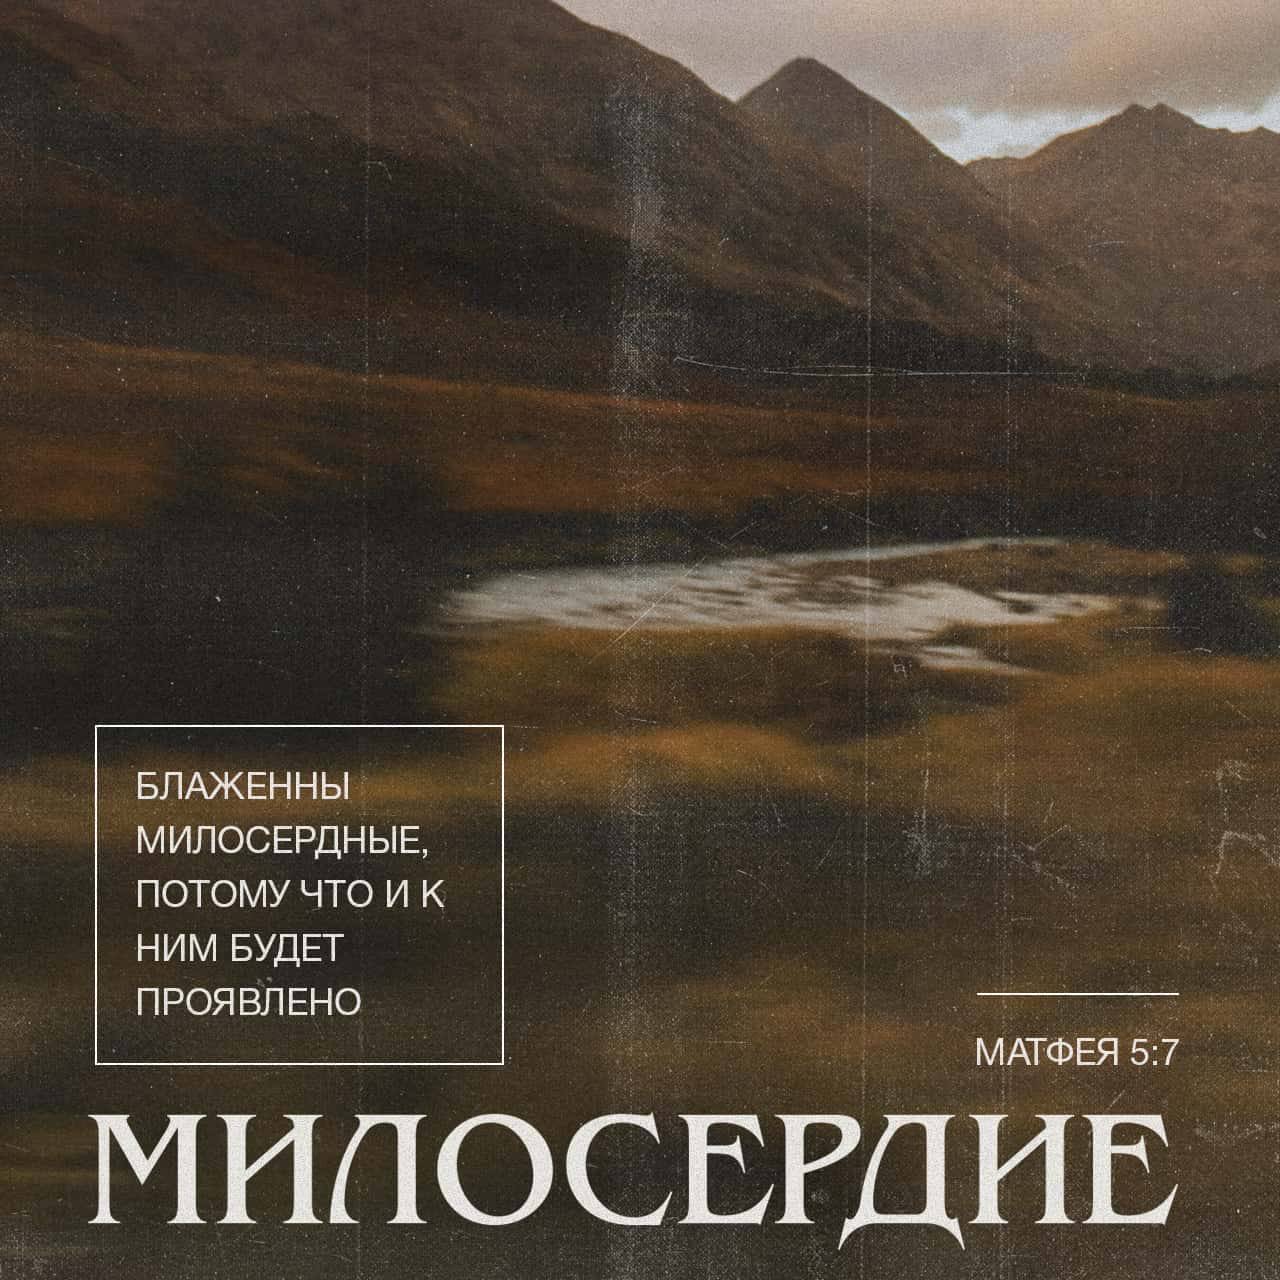 БЛАЖЕННЫ
МИЛОСЕРДНЫЕ,
ПОТОМУ ЧТО И К
НИМ БУДЕТ
ПРОЯВЛЕНО
МАТФЕЯ 5:7
МИЛОСЕРДИЕ